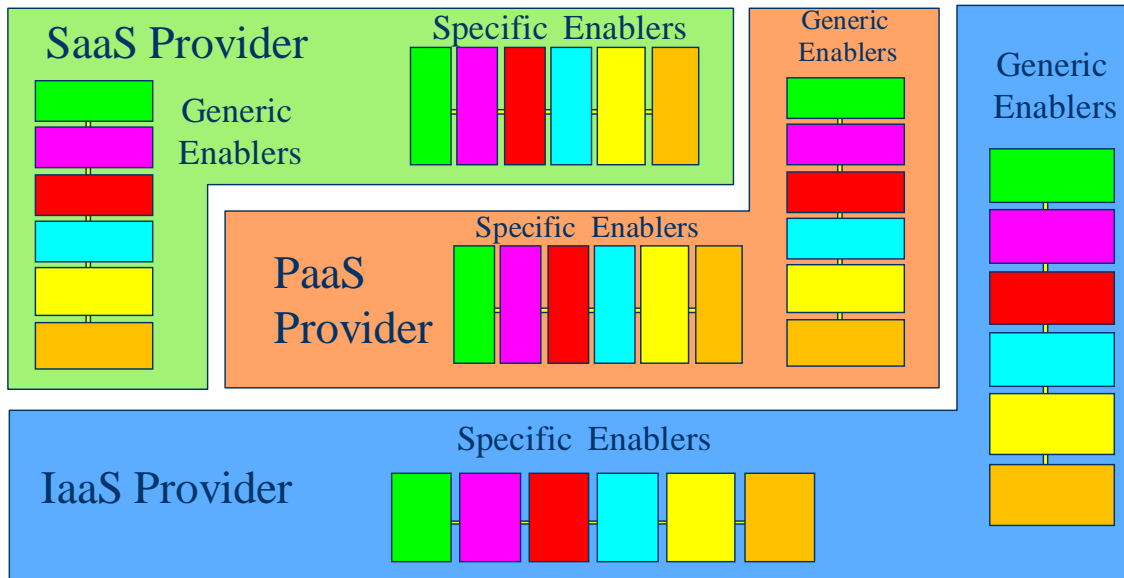 SaaS Provider
Specific Enablers
Generic
Enablers
Generic
Enablers
Generic
Enablers
Specific Enablers
PaaS
Provider
Specific Enablers
IaaS Provider